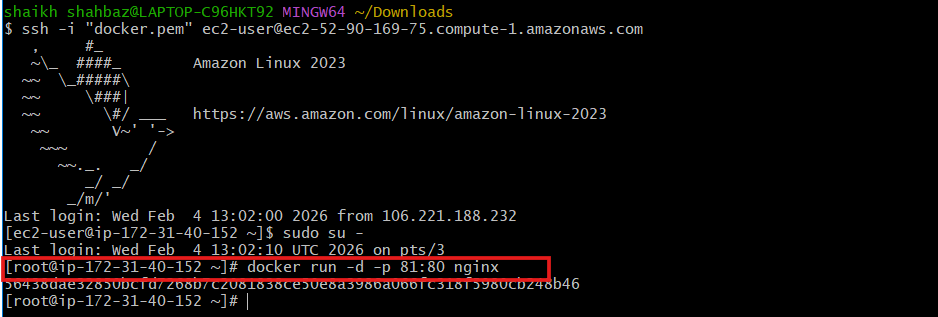 shaikh shahbaz@LAPTOP-C96HKT92 MINGW64 ~/Downloads
$ ssh -i "docker.pem" ec2-user@ec2-52-90-169-75.compute-1.amazonaws.com
   ,     #_
   ~\_  ####_        Amazon Linux 2023
  ~~  \_#####\
  ~~     \###|
  ~~       \#/ ___   https://aws.amazon.com/linux/amazon-linux-2023
   ~~       V~' '->
    ~~~         /
      ~~._.   _/
         _/ _/
       _/m/'
Last login: Wed Feb  4 13:02:00 2026 from 106.221.188.232
[ec2-user@ip-172-31-40-152 ~]$ sudo su -
Last login: Wed Feb  4 13:02:10 UTC 2026 on pts/3
[root@ip-172-31-40-152 ~]# docker run -d -p 81:80 nginx
56438dae32850bcfd7268b7c2081838ce50e8a3986a066fc318f5980cb248b46
[root@ip-172-31-40-152 ~]#